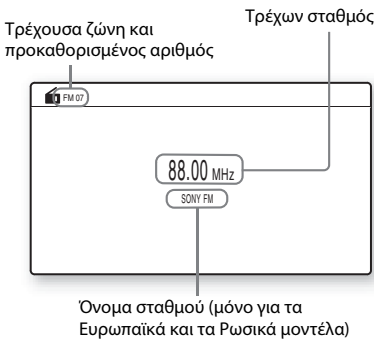 Τρέχων σταθμός
Τρέχουσα ζώνη και
προκαθορισμένος αριθμός
FM 07
88.00 MHz
SONY FM
Όνομα σταθμού (μόνο για τα
Ευρωπαϊκά και τα Ρωσικά μοντέλα)